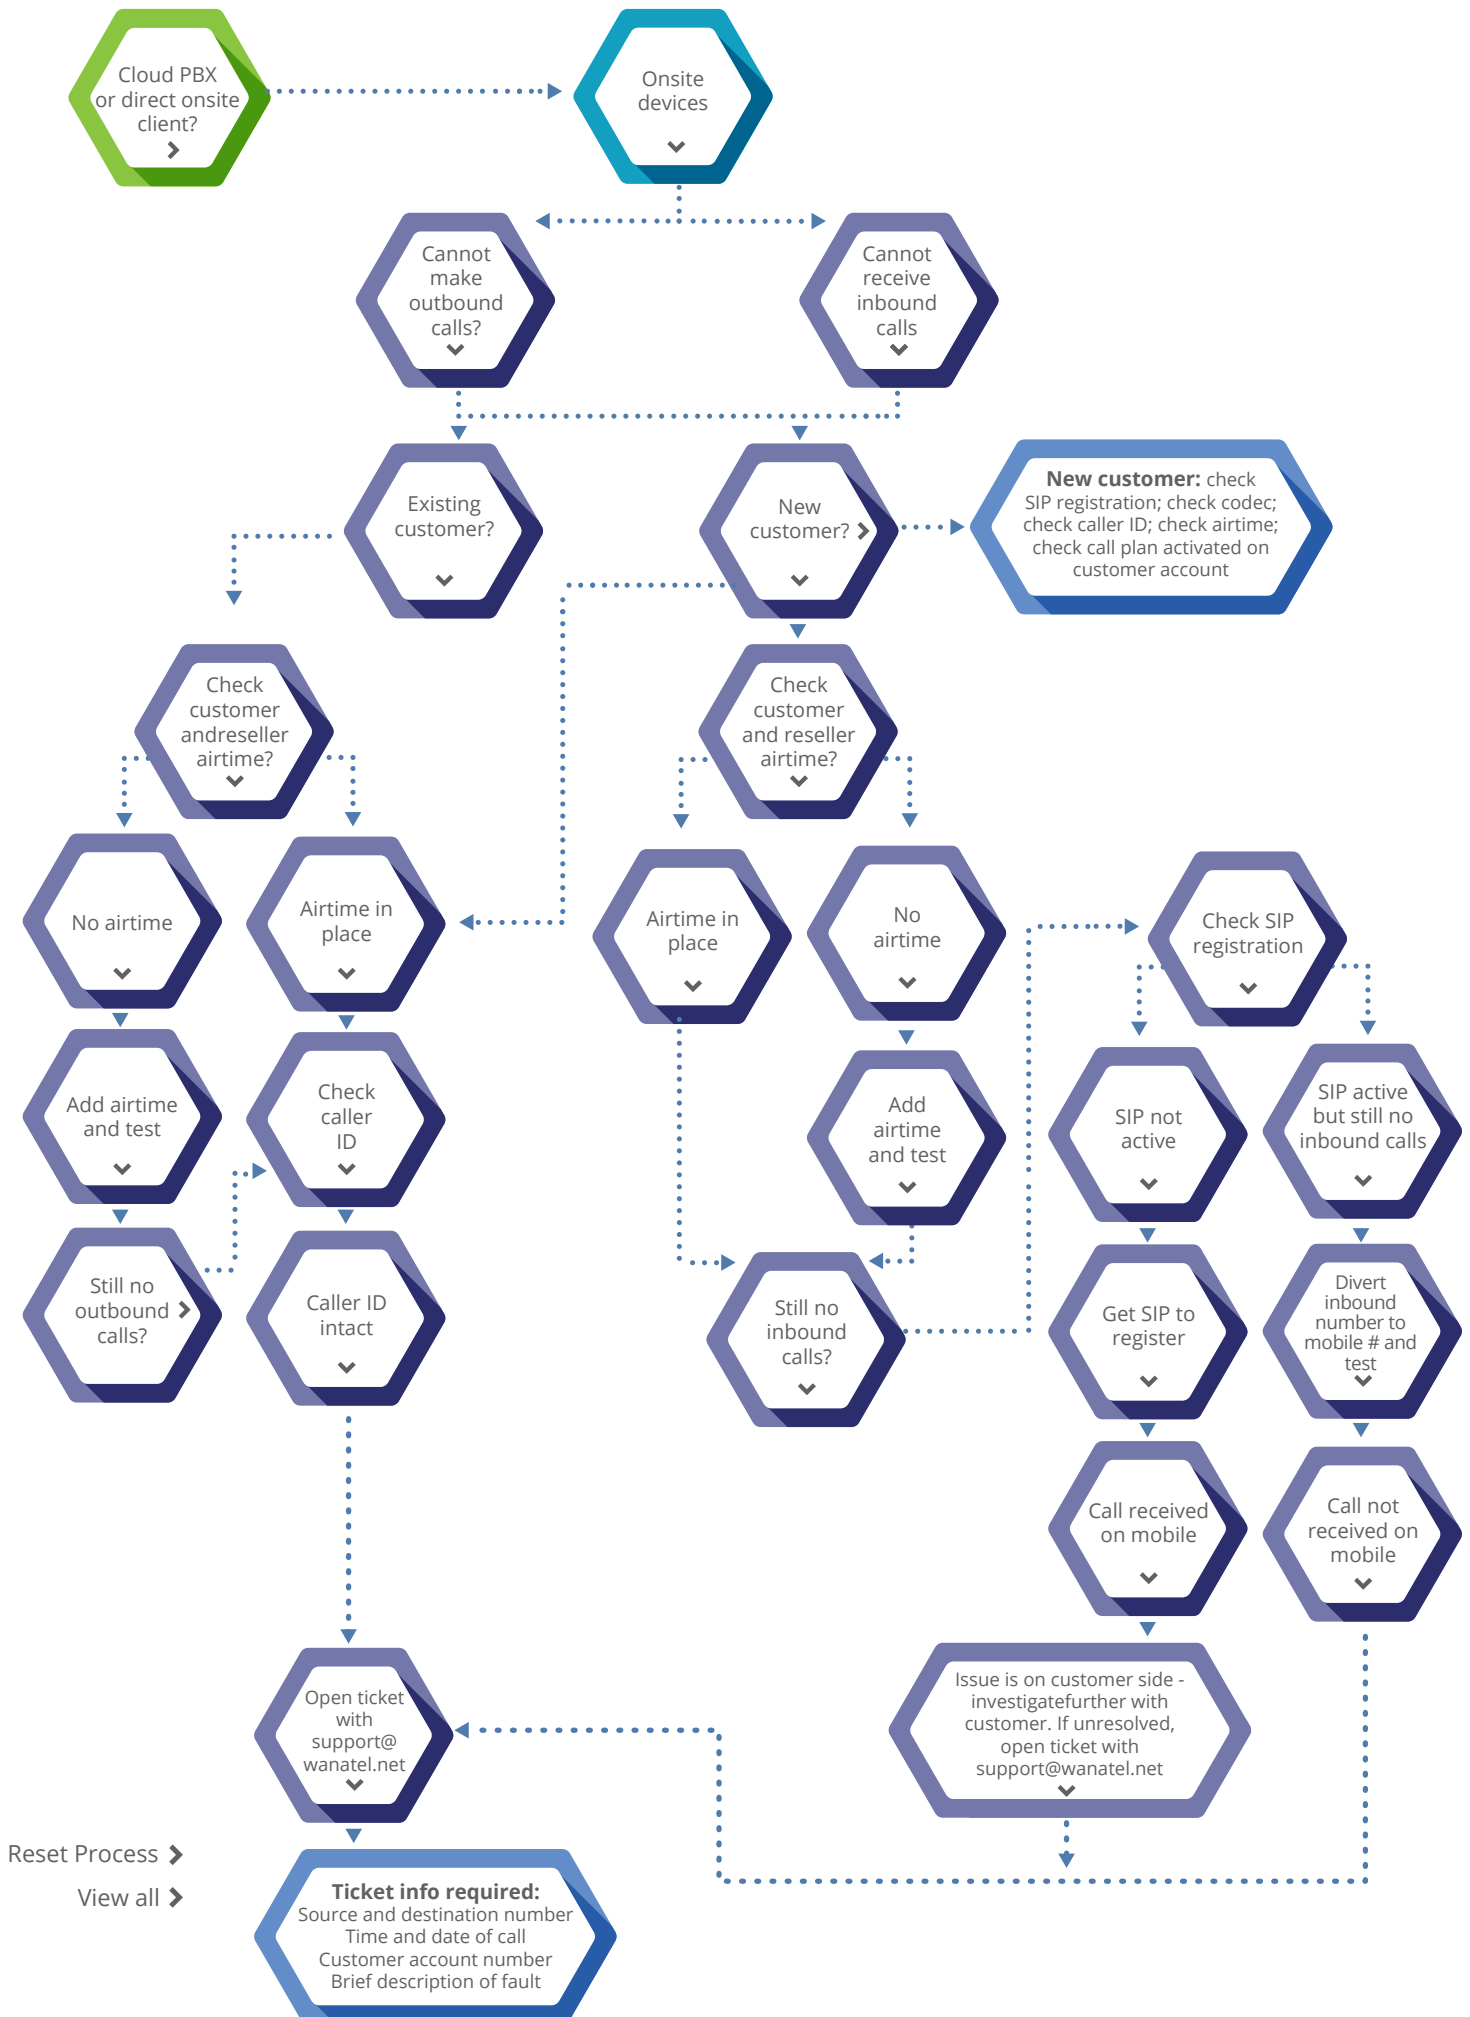 Cloud PBX
or direct onsite
client?
Onsite
devices
Cannot
make
outbound
calls?
Cannot
receive
inbound
calls
Existing
customer?
New
customer?
New customer: check
SIP registration; check codec;
check caller ID; check airtime;
check call plan activated on
customer account
Check
customer
andreseller
airtime?
Check
customer
and reseller
airtime?
No airtime
Airtime in
place
Airtime in
place
No
airtime
Check SIP
registration
Add airtime
and test
Check
caller
ID
Add
airtime
and test
SIP not
active
SIP active
but still no
inbound calls
Still no
outbound
calls?
Caller ID
intact
Still no
inbound
calls?
Get SIP to
register
Divert
inbound
number to
mobile # and
test
Call received
on mobile
Call not
received on
mobile
Open ticket
with
support@
wanatel.net
Issue is on customer side -
investigatefurther with
customer. If unresolved,
open ticket with
support@wanatel.net
Reset Process
View all
Ticket info required:
Source and destination number
Time and date of call
Customer account number
Brief description of fault